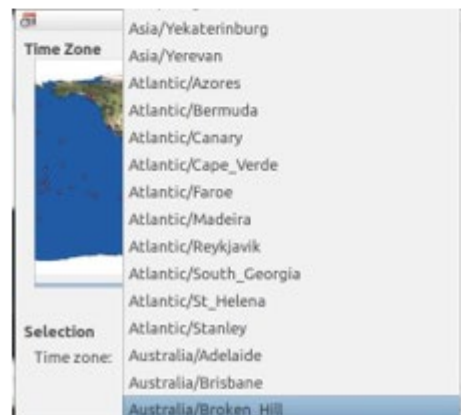 Asia/Yekaterinburg
Time Zone
Asia/Yerevan
Atlantic/Azores
Atlantic/Bermuda
Atlantic/Canary
Atlantic/Cape_Verde
Atlantic/Faroe
Atlantic/Madeira
Atlantic/Reykjavik
Atlantic/South_Georgia
Atlantic/St_Helena
Selection
Atlantic/Stanley
Time zone:
Australia/Adelaide
Australia/Brisbane
Australia/Broken_Hill